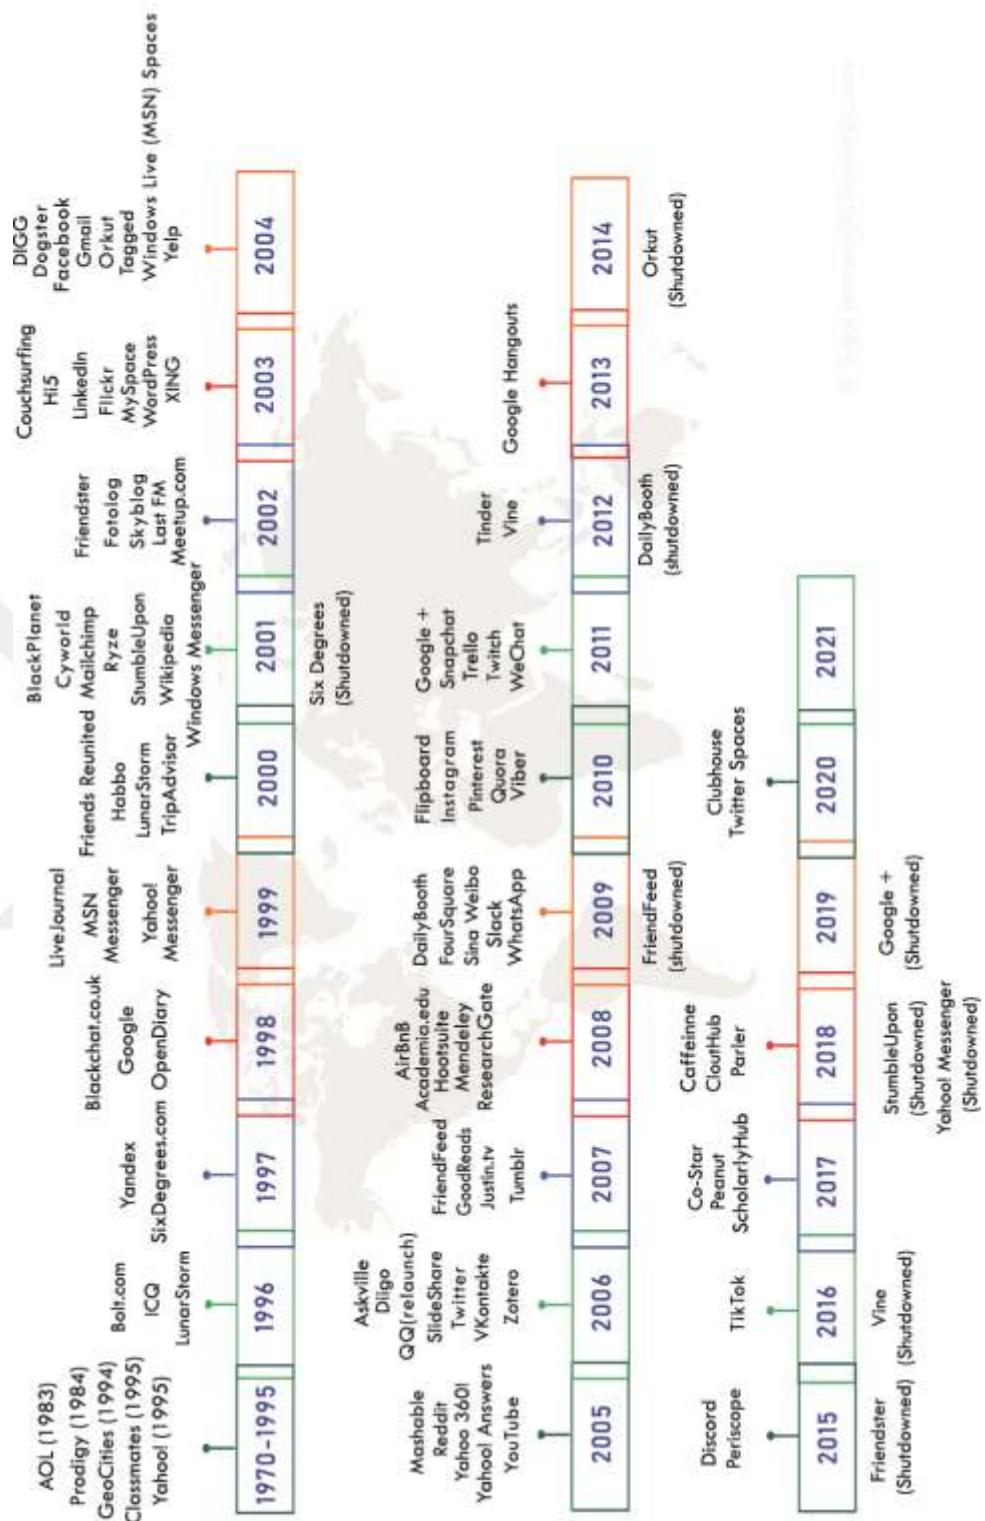 AOL (1983)
Prodigy (1984)
GeoCities (1994)
Classmates (1995)
Yahoo! (1995)
1970-1995
Bolt.com
ICQ
LunarStorm
1996
Yandex
SixDegrees.com
1997
Blackchat.co.uk
Google
OpenDiary
1998
LiveJournal
MSN
Messenger
Yahoo!
Messenger
1999
Friends Reunited
Habbo
LunarStorm
TripAdvisor
2000
BlackPlanet
Cyworld
Mailchimp
Ryze
StumbleUpon
Wikipedia
Windows Messenger
2001
Six Degrees
(Shutdowned)
Friendster
Fotolog
Skyblog
Last FM
Meetup.com
2002
Couchsurfing
Hi5
LinkedIn
Flickr
MySpace
WordPress
XING
2003
DIGG
Dogster
Facebook
Gmail
Orkut
Tagged
Windows Live (MSN) Spaces
Yelp
2004
Mashable
Reddit
Yahoo 360!
Yahoo! Answers
YouTube
2005
Askville
Diigo
QQ(relaunch)
SlideShare
Twitter
VKontakte
Zotero
2006
FriendFeed
GoodReads
Justin.tv
Tumblr
2007
AirBnB
Academia.edu
Hootsuite
Mendeley
ResearchGate
2008
DailyBooth
FourSquare
Sina Weibo
Slack
WhatsApp
2009
FriendFeed
(shutdowned)
Flipboard
Instagram
Pinterest
Quora
Viber
2010
Google +
Snapchat
Trello
Twitch
WeChat
2011
Tinder
Vine
2012
DailyBooth
(shutdowned)
Google Hangouts
2013
2014
Orkut
(Shutdowned)
Discord
Periscope
2015
Friendster
(Shutdowned)
TikTok
2016
Vine
(Shutdowned)
Co-Star
Peanut
ScholarlyHub
2017
Caffeinne
CloutHub
Parler
2018
StumbleUpon
(Shutdowned)
Yahoo! Messenger
(Shutdowned)
2019
Google +
(Shutdowned)
Clubhouse
Twitter Spaces
2020
2021